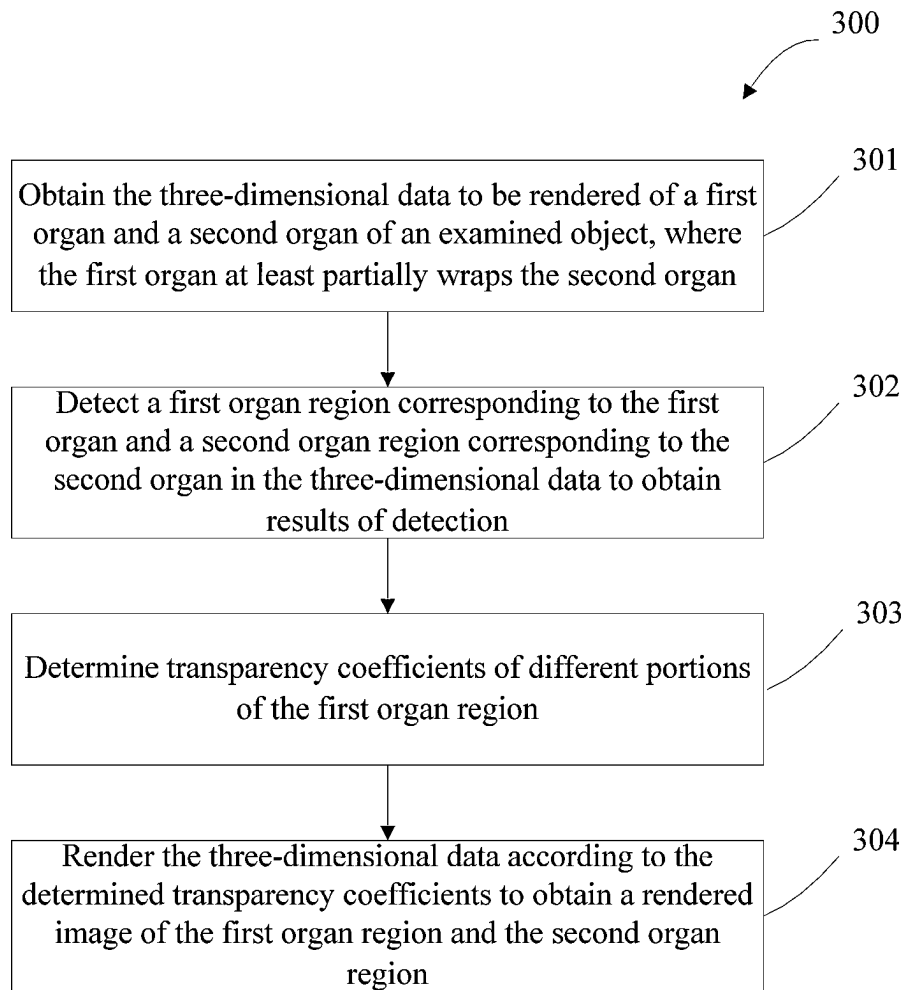 300
301
Obtain the three-dimensional data to be rendered of a first
organ and a second organ of an examined object, where
the first organ at least partially wraps the second organ
302
Detect a first organ region corresponding to the first
organ and a second organ region corresponding to the
second organ in the three-dimensional data to obtain
results of detection
303
Determine transparency coefficients of different portions
of the first organ region
304
Render the three-dimensional data according to the
determined transparency coefficients to obtain a rendered
image of the first organ region and the second organ
region